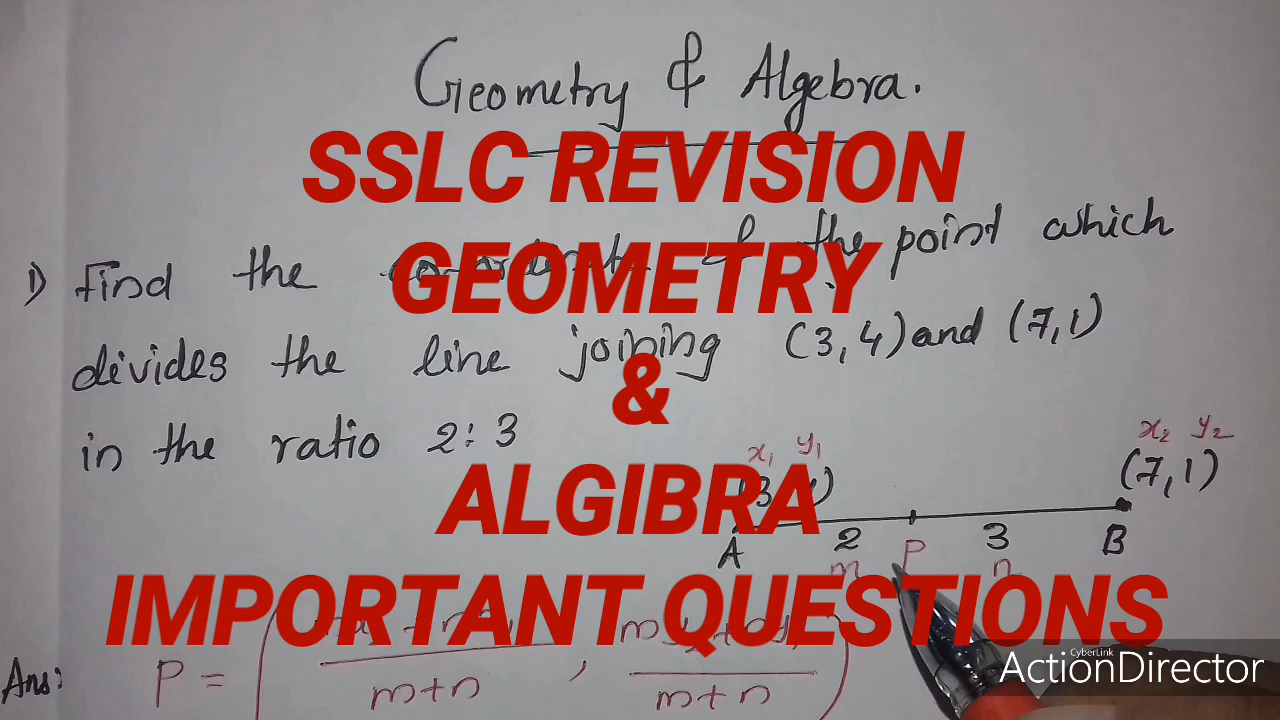 Geometry & Algebra.
SSLC REVISION
GEOMETRY
&
ALGIBRA
IMPORTANT QUESTIONS
1) Find the of the point which
divides the line joining (3,4) and (7,1)
in the ratio 2:3
x₁ y₁
x₂ y₂
(7,1)
A 2 P 3 B
m n
Ans: P =
m+n , m+n
CyberLink
ActionDirector